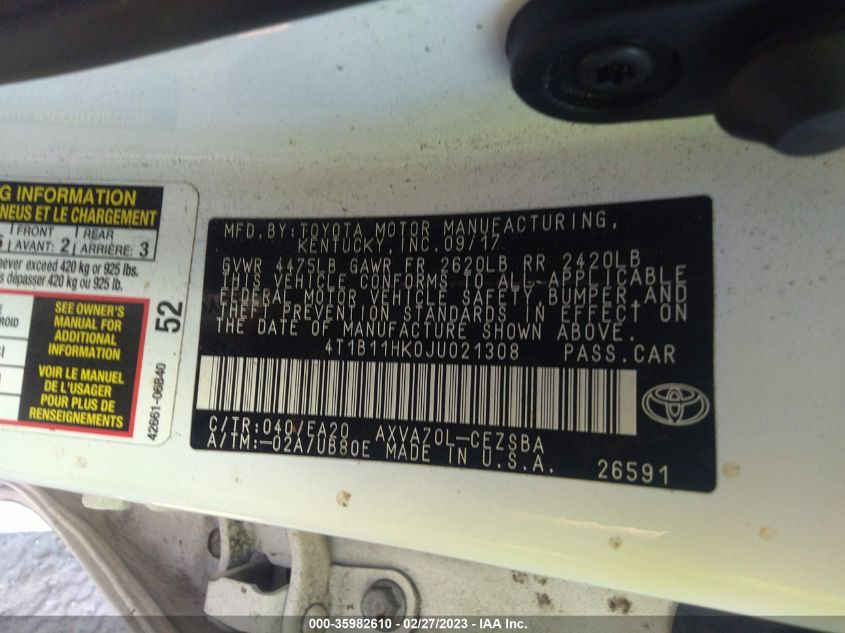 G INFORMATION
NEUS ET LE CHARGEMENT
5 FRONT REAR
AVANT: 2 ARRIÈRE: 3
never exceed 420 kg or 925 lbs.
s dépasser 420 kg ou 925 lb.
SEE OWNER'S
MANUAL FOR
ADDITIONAL
INFORMATION
VOIR LE MANUEL
DE L'USAGER
POUR PLUS DE
RENSEIGNEMENTS
52
42661-06B40
MFD.BY:TOYOTA MOTOR MANUFACTURING,
KENTUCKY,INC.09/17
GVWR 4475LB GAWR FR 2620LB RR 2420LB
THIS VEHICLE CONFORMS TO ALL APPLICABLE
FEDERAL MOTOR VEHICLE SAFETY,BUMPER,AND
THEFT PREVENTION STANDARDS IN EFFECT ON
THE DATE OF MANUFACTURE SHOWN ABOVE.
4T1B11HK0JU021308 PASS.CAR
C/TR:040/FA20 AXVA70L-CEZSBA
A/TM:-02A/UB80E MADE IN U.S.A.
26591
000-35982610 - 02/27/2023 - IAA Inc.